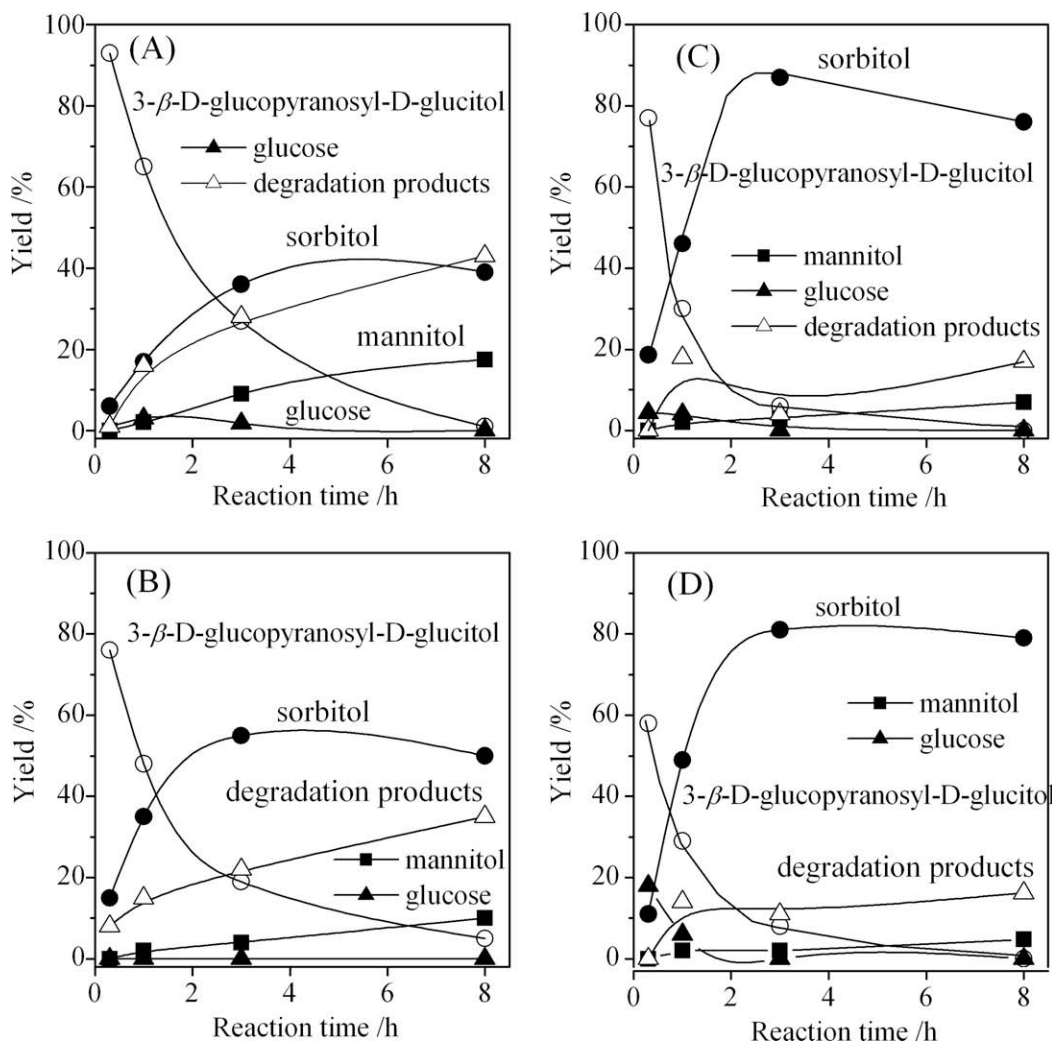 100
80
60
40
20
0
Yield /%
(A)
3-β-D-glucopyranosyl-D-glucitol
glucose
degradation products
sorbitol
mannitol
glucose
0 2 4 6 8
Reaction time /h
100
80
60
40
20
0
Yield /%
(C)
sorbitol
3-β-D-glucopyranosyl-D-glucitol
mannitol
glucose
degradation products
0 2 4 6 8
Reaction time /h
100
80
60
40
20
0
Yield /%
(B)
3-β-D-glucopyranosyl-D-glucitol
sorbitol
degradation products
mannitol
glucose
0 2 4 6 8
Reaction time /h
100
80
60
40
20
0
Yield /%
(D)
sorbitol
mannitol
glucose
3-β-D-glucopyranosyl-D-glucitol
degradation products
0 2 4 6 8
Reaction time /h